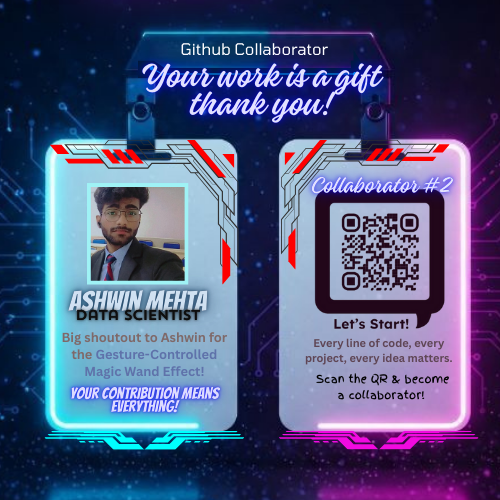 Github Collaborator
Your work is a gift
thank you!
ASHWIN MEHTA
DATA SCIENTIST
Big shoutout to Ashwin for
the Gesture-Controlled
Magic Wand Effect!
YOUR CONTRIBUTION MEANS
EVERYTHING!
Collaborator #2
Let's Start!
Every line of code, every
project, every idea matters.
Scan the QR & become
a collaborator!